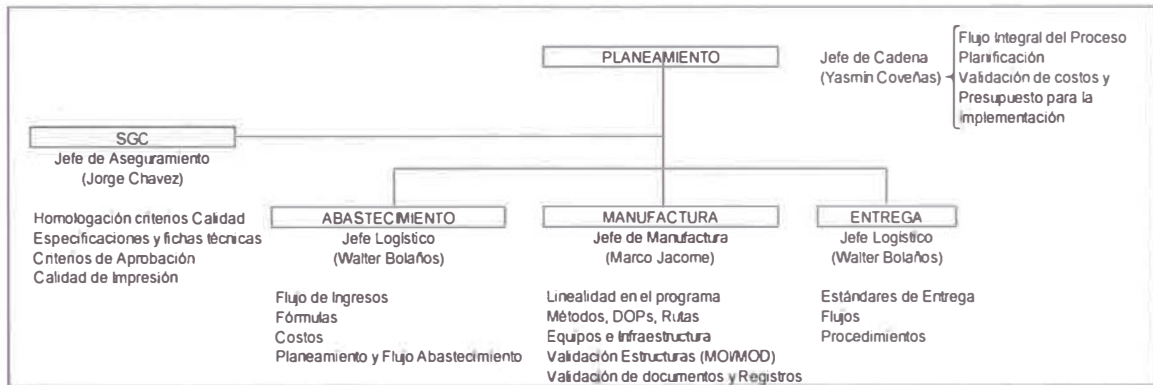 PLANEAMIENTO
Jefe de Cadena
(Yasmín Coveñas)
Flujo Integral del Proceso
Planificación
Validación de costos y
Presupuesto para la
implementación
SGC
Jefe de Aseguramiento
(Jorge Chavez)
Homologación criterios Calidad
Especificaciones y fichas técnicas
Criterios de Aprobación
Calidad de Impresión
ABASTECIMIENTO
Jefe Logístico
(Walter Bolaños)
Flujo de Ingresos
Fórmulas
Costos
Planeamiento y Flujo Abastecimiento
MANUFACTURA
Jefe de Manufactura
(Marco Jacome)
Linealidad en el programa
Métodos, DOPs, Rutas
Equipos e Infraestructura
Validación Estructuras (MOI/MOD)
Validación de documentos y Registros
ENTREGA
Jefe Logístico
(Walter Bolaños)
Estándares de Entrega
Flujos
Procedimientos